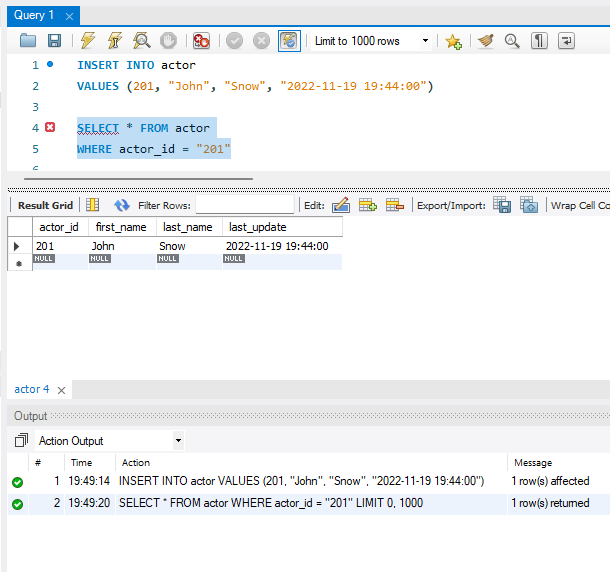 Query 1
Limit to 1000 rows
1 INSERT INTO actor
2 VALUES (201, "John", "Snow", "2022-11-19 19:44:00")
3
4 SELECT * FROM actor
5 WHERE actor_id = "201"
Result Grid Filter Rows: Edit: Export/Import: Wrap Cell Co
actor_id first_name last_name last_update
201 John Snow 2022-11-19 19:44:00
NULL NULL NULL NULL
actor 4
Output
Action Output
# Time Action Message
1 19:49:14 INSERT INTO actor VALUES (201, "John", "Snow", "2022-11-19 19:44:00") 1 row(s) affected
2 19:49:20 SELECT * FROM actor WHERE actor_id = "201" LIMIT 0, 1000 1 row(s) returned